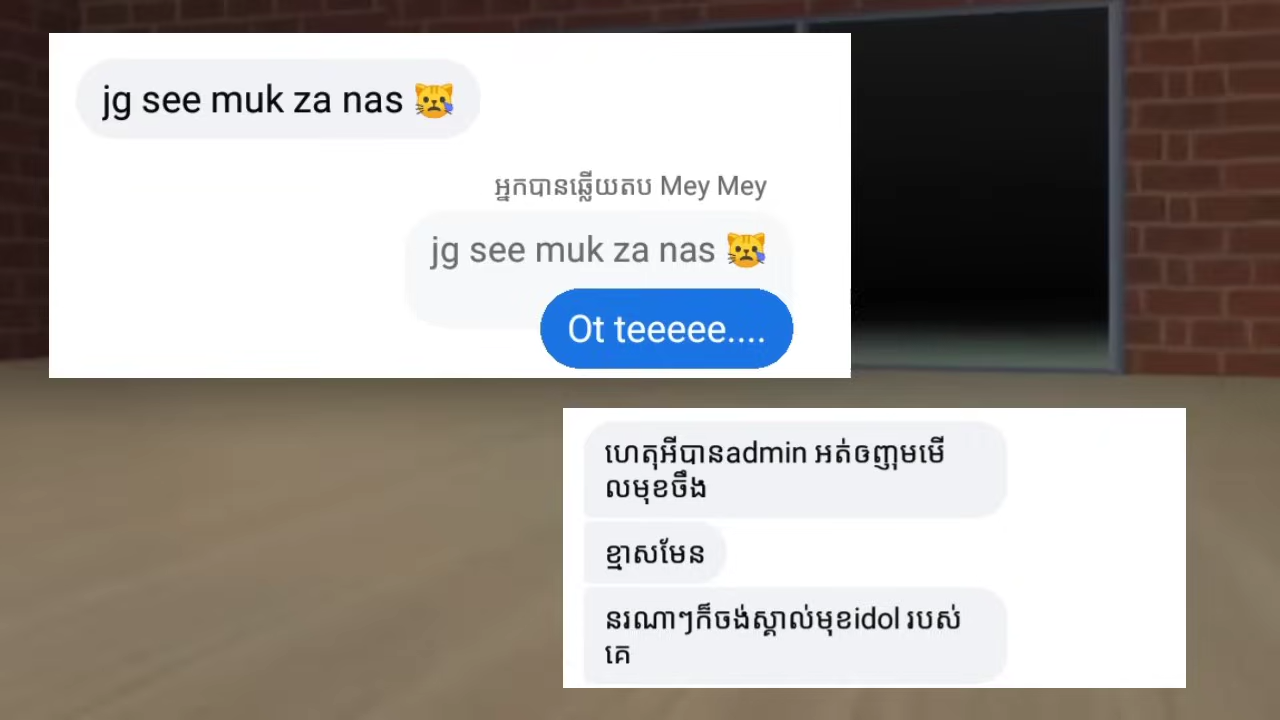 jg see muk za nas 😿
អ្នកបានឆ្លើយតប Mey Mey
jg see muk za nas 😿
Ot teeeee....
ហេតុអីបានadmin អត់ឲញុមមើ
លមុខចឹង
ខ្មាសមែន
នរណាៗក៏ចង់ស្គាល់មុខidol របស់
គេ